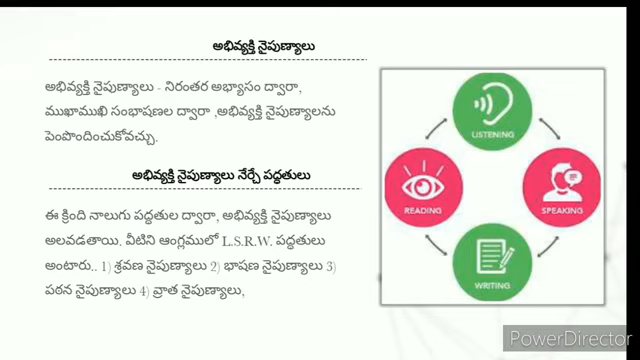 అభివ్యక్తి నైపుణ్యాలు
అభివ్యక్తి నైపుణ్యాలు - నిరంతర అభ్యాసం ద్వారా,
ముఖాముఖి సంభాషణల ద్వారా ,అభివ్యక్తి నైపుణ్యాలను
పెంపొందించుకోవచ్చు.
అభివ్యక్తి నైపుణ్యాలు నేర్చే పద్ధతులు
ఈ క్రింది నాలుగు పద్ధతుల ద్వారా, అభివ్యక్తి నైపుణ్యాలు
అలవడతాయి. వీటిని ఆంగ్లములో L.S.R.W. పద్ధతులు
అంటారు.. 1) శ్రవణ నైపుణ్యాలు 2) భాషణ నైపుణ్యాలు 3)
పఠన నైపుణ్యాలు 4) వ్రాత నైపుణ్యాలు,
LISTENING
READING
SPEAKING
WRITING
PowerDirector